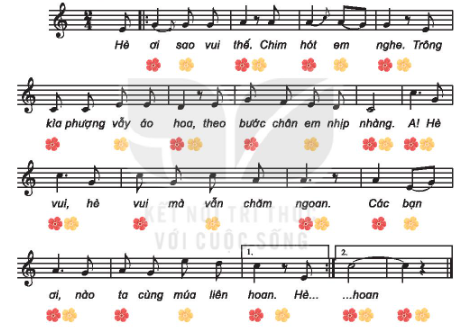 Hè ơi sao vui thế. Chim hót em nghe. Trông
kìa phượng vẫy áo hoa, theo bước chân em nhịp nhàng. A! Hè
vui, hè vui mà vẫn chăm ngoan. Các bạn
KẾT NỐI TRI THỨC
VỚI CUỘC SỐNG
1. 2.
ơi, nào ta cùng múa liên hoan. Hè... ...hoan